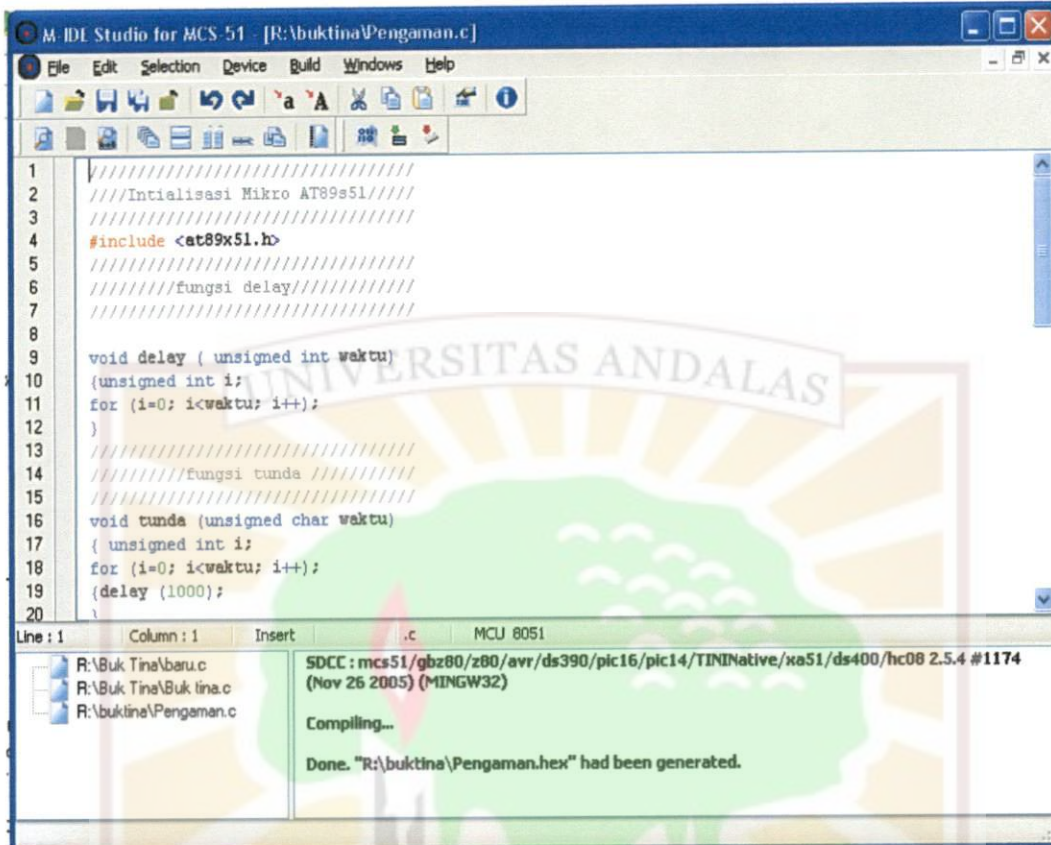 M-IDE Studio for MCS-51 - [R:\buktina\Pengaman.c]
File Edit Selection Device Build Windows Help
1 //////////////////////////////////
2 ////Intialisasi Mikro AT89s51/////
3 //////////////////////////////////
4 #include <at89x51.h>
5 //////////////////////////////////
6 /////////fungsi delay/////////////
7 //////////////////////////////////
8
9 void delay ( unsigned int waktu)
10 {unsigned int i;
11 for (i=0; i<waktu; i++);
12 }
13 //////////////////////////////////
14 //////////fungsi tunda ///////////
15 //////////////////////////////////
16 void tunda (unsigned char waktu)
17 { unsigned int i;
18 for (i=0; i<waktu; i++);
19 {delay (1000);
20 }
UNIVERSITAS ANDALAS
Line : 1 Column : 1 Insert .c MCU 8051
R:\Buk Tina\baru.c
R:\Buk Tina\Buk tina.c
R:\buktina\Pengaman.c
SDCC : mcs51/gbz80/z80/avr/ds390/pic16/pic14/TININative/xa51/ds400/hc08 2.5.4 #1174
(Nov 26 2005) (MINGW32)
Compiling...
Done. "R:\buktina\Pengaman.hex" had been generated.